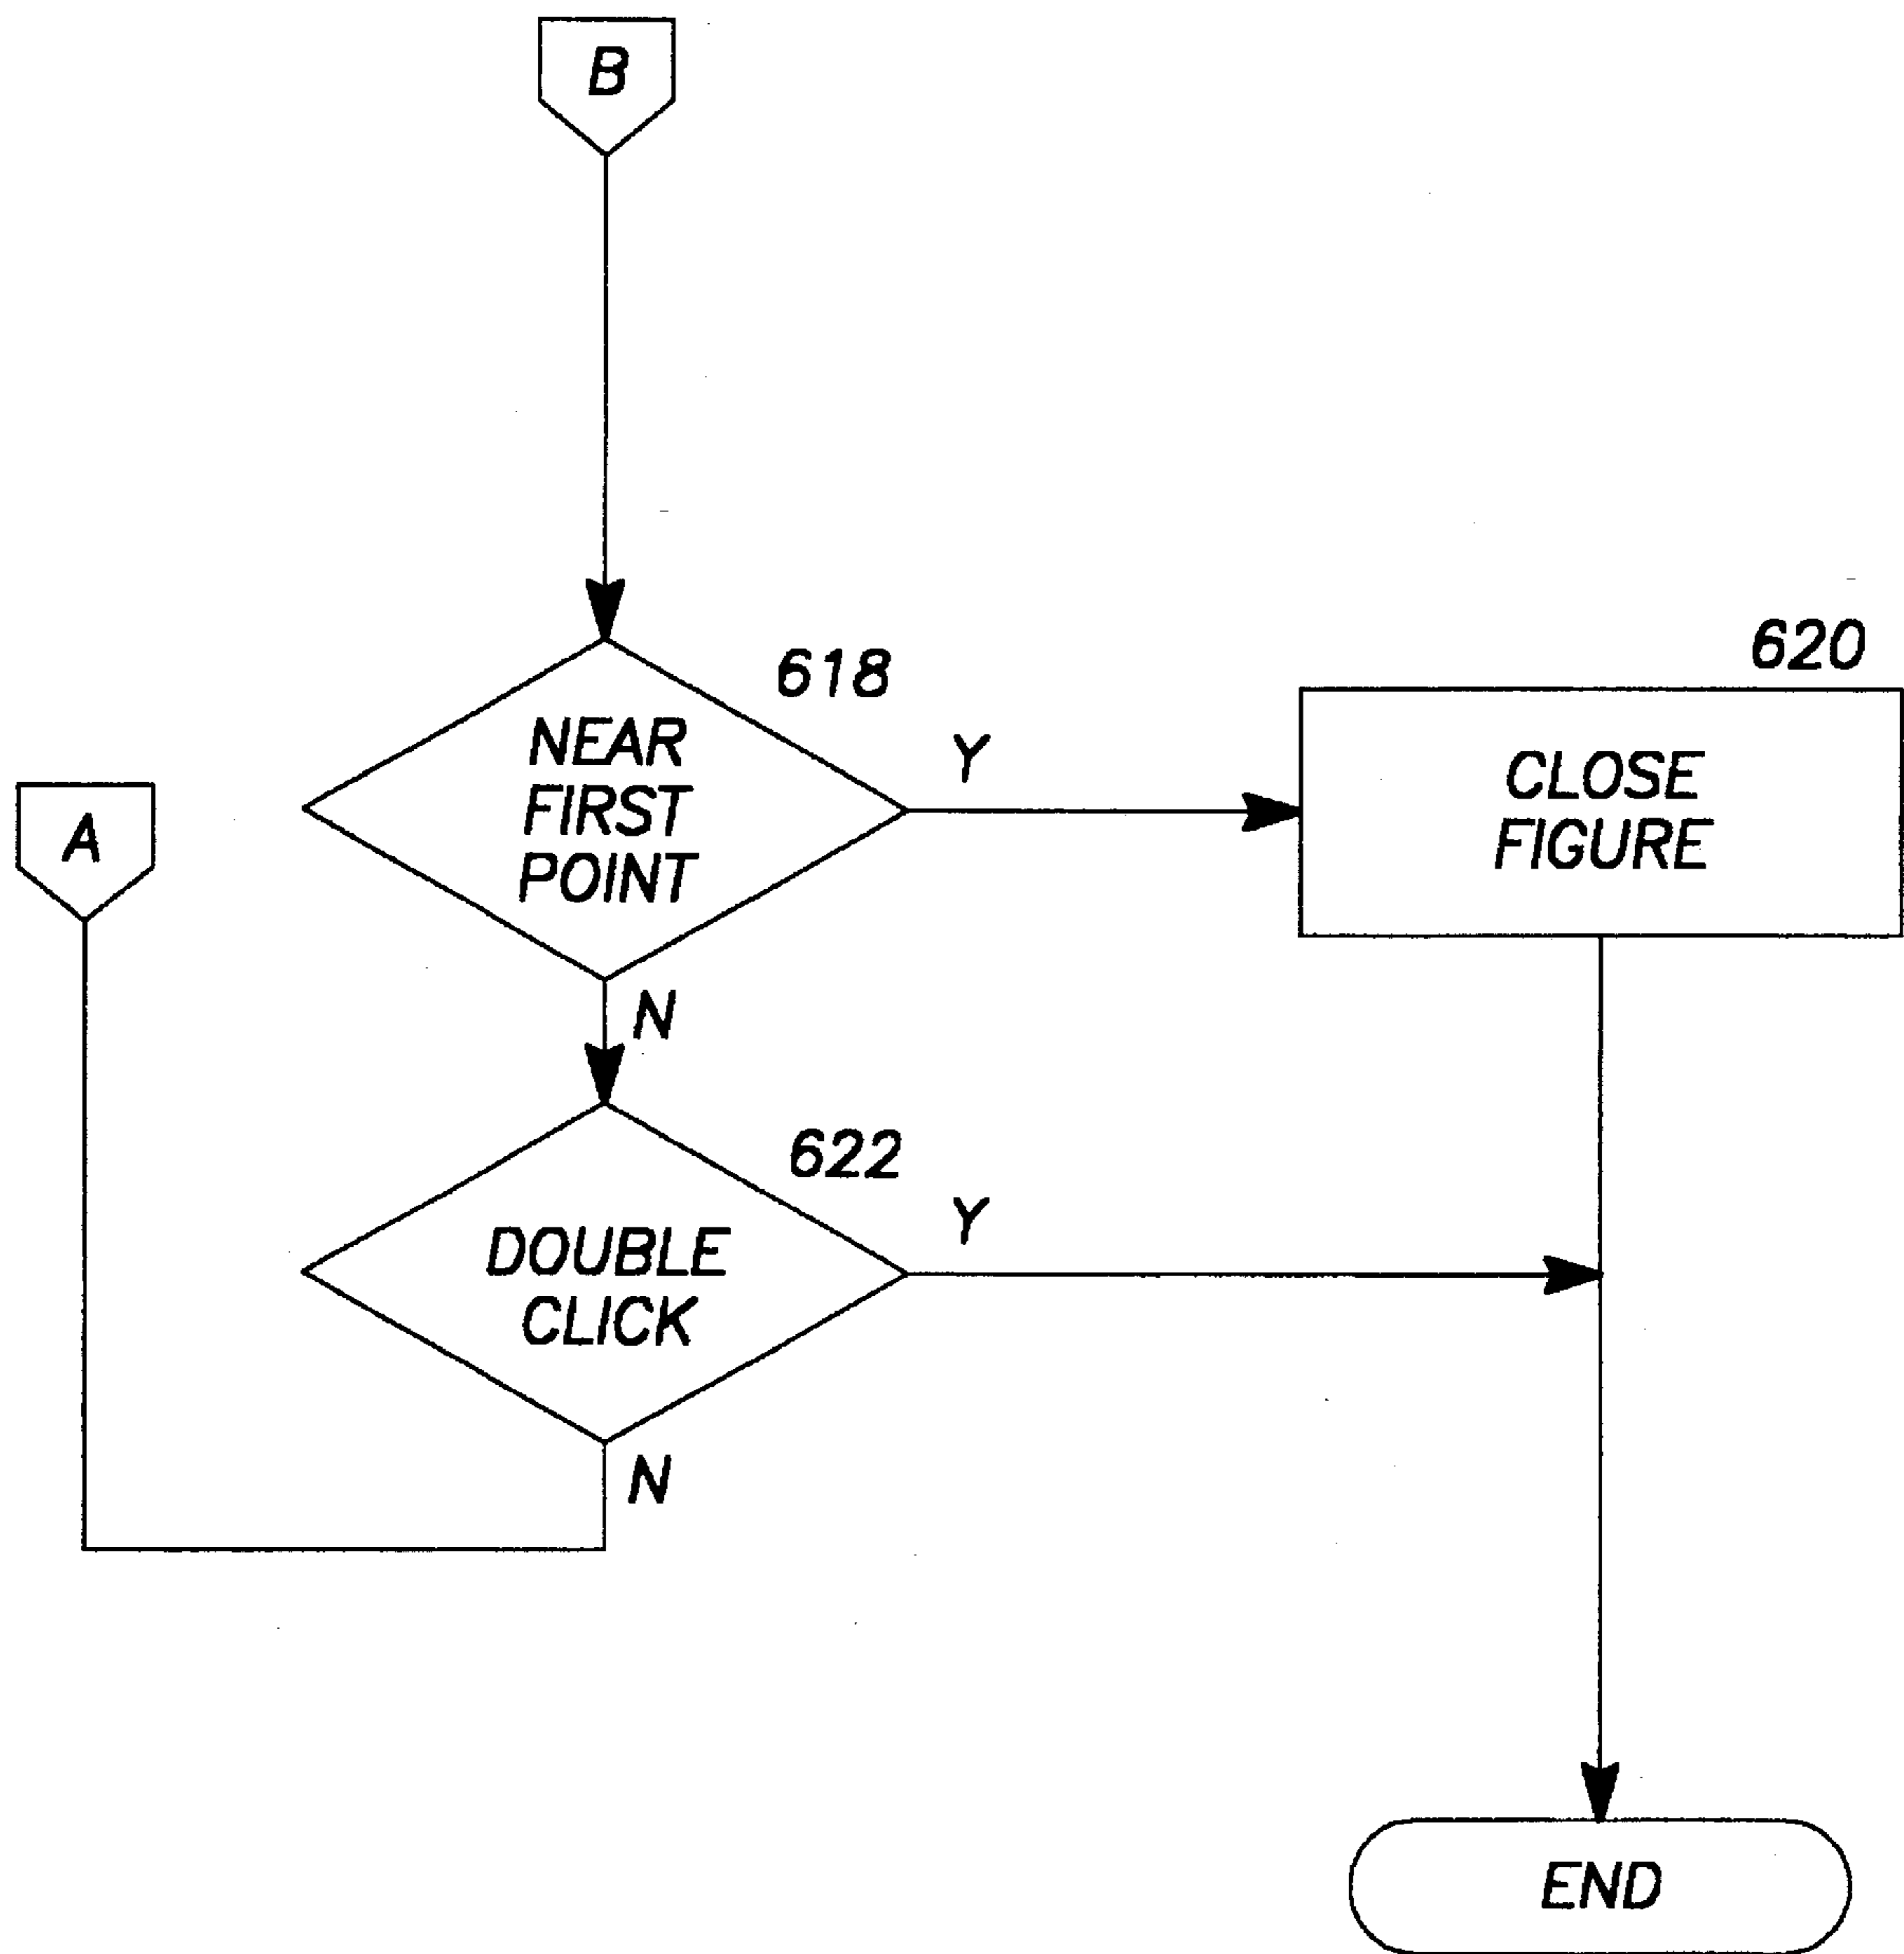 B
618
620
NEAR
FIRST
POINT
Y
CLOSE
FIGURE
A
N
622
DOUBLE
CLICK
Y
N
END